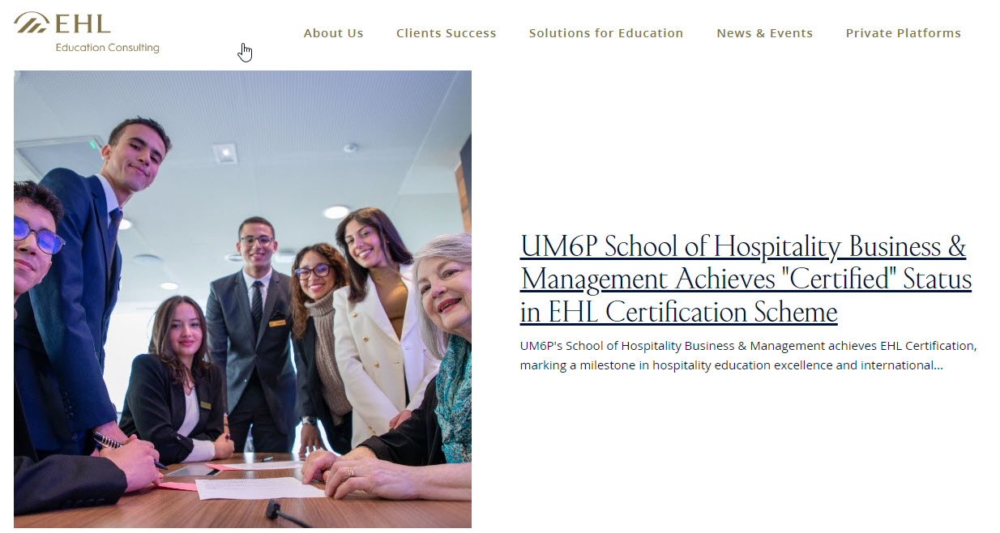 EHL
Education Consulting
About Us
Clients Success
Solutions for Education
News & Events
Private Platforms
UM6P School of Hospitality Business &
Management Achieves "Certified" Status
in EHL Certification Scheme
UM6P's School of Hospitality Business & Management achieves EHL Certification,
marking a milestone in hospitality education excellence and international...